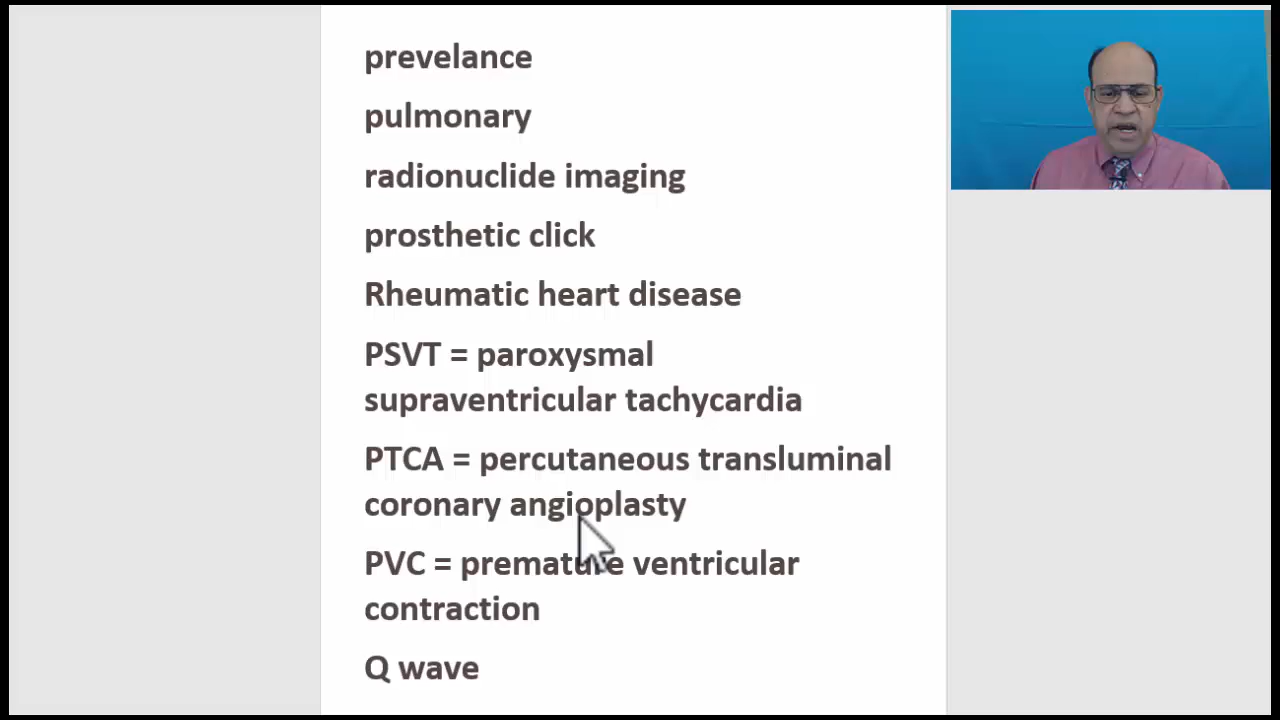 prevelance
pulmonary
radionuclide imaging
prosthetic click
Rheumatic heart disease
PSVT = paroxysmal
supraventricular tachycardia
PTCA = percutaneous transluminal
coronary angioplasty
PVC = premature ventricular
contraction
Q wave